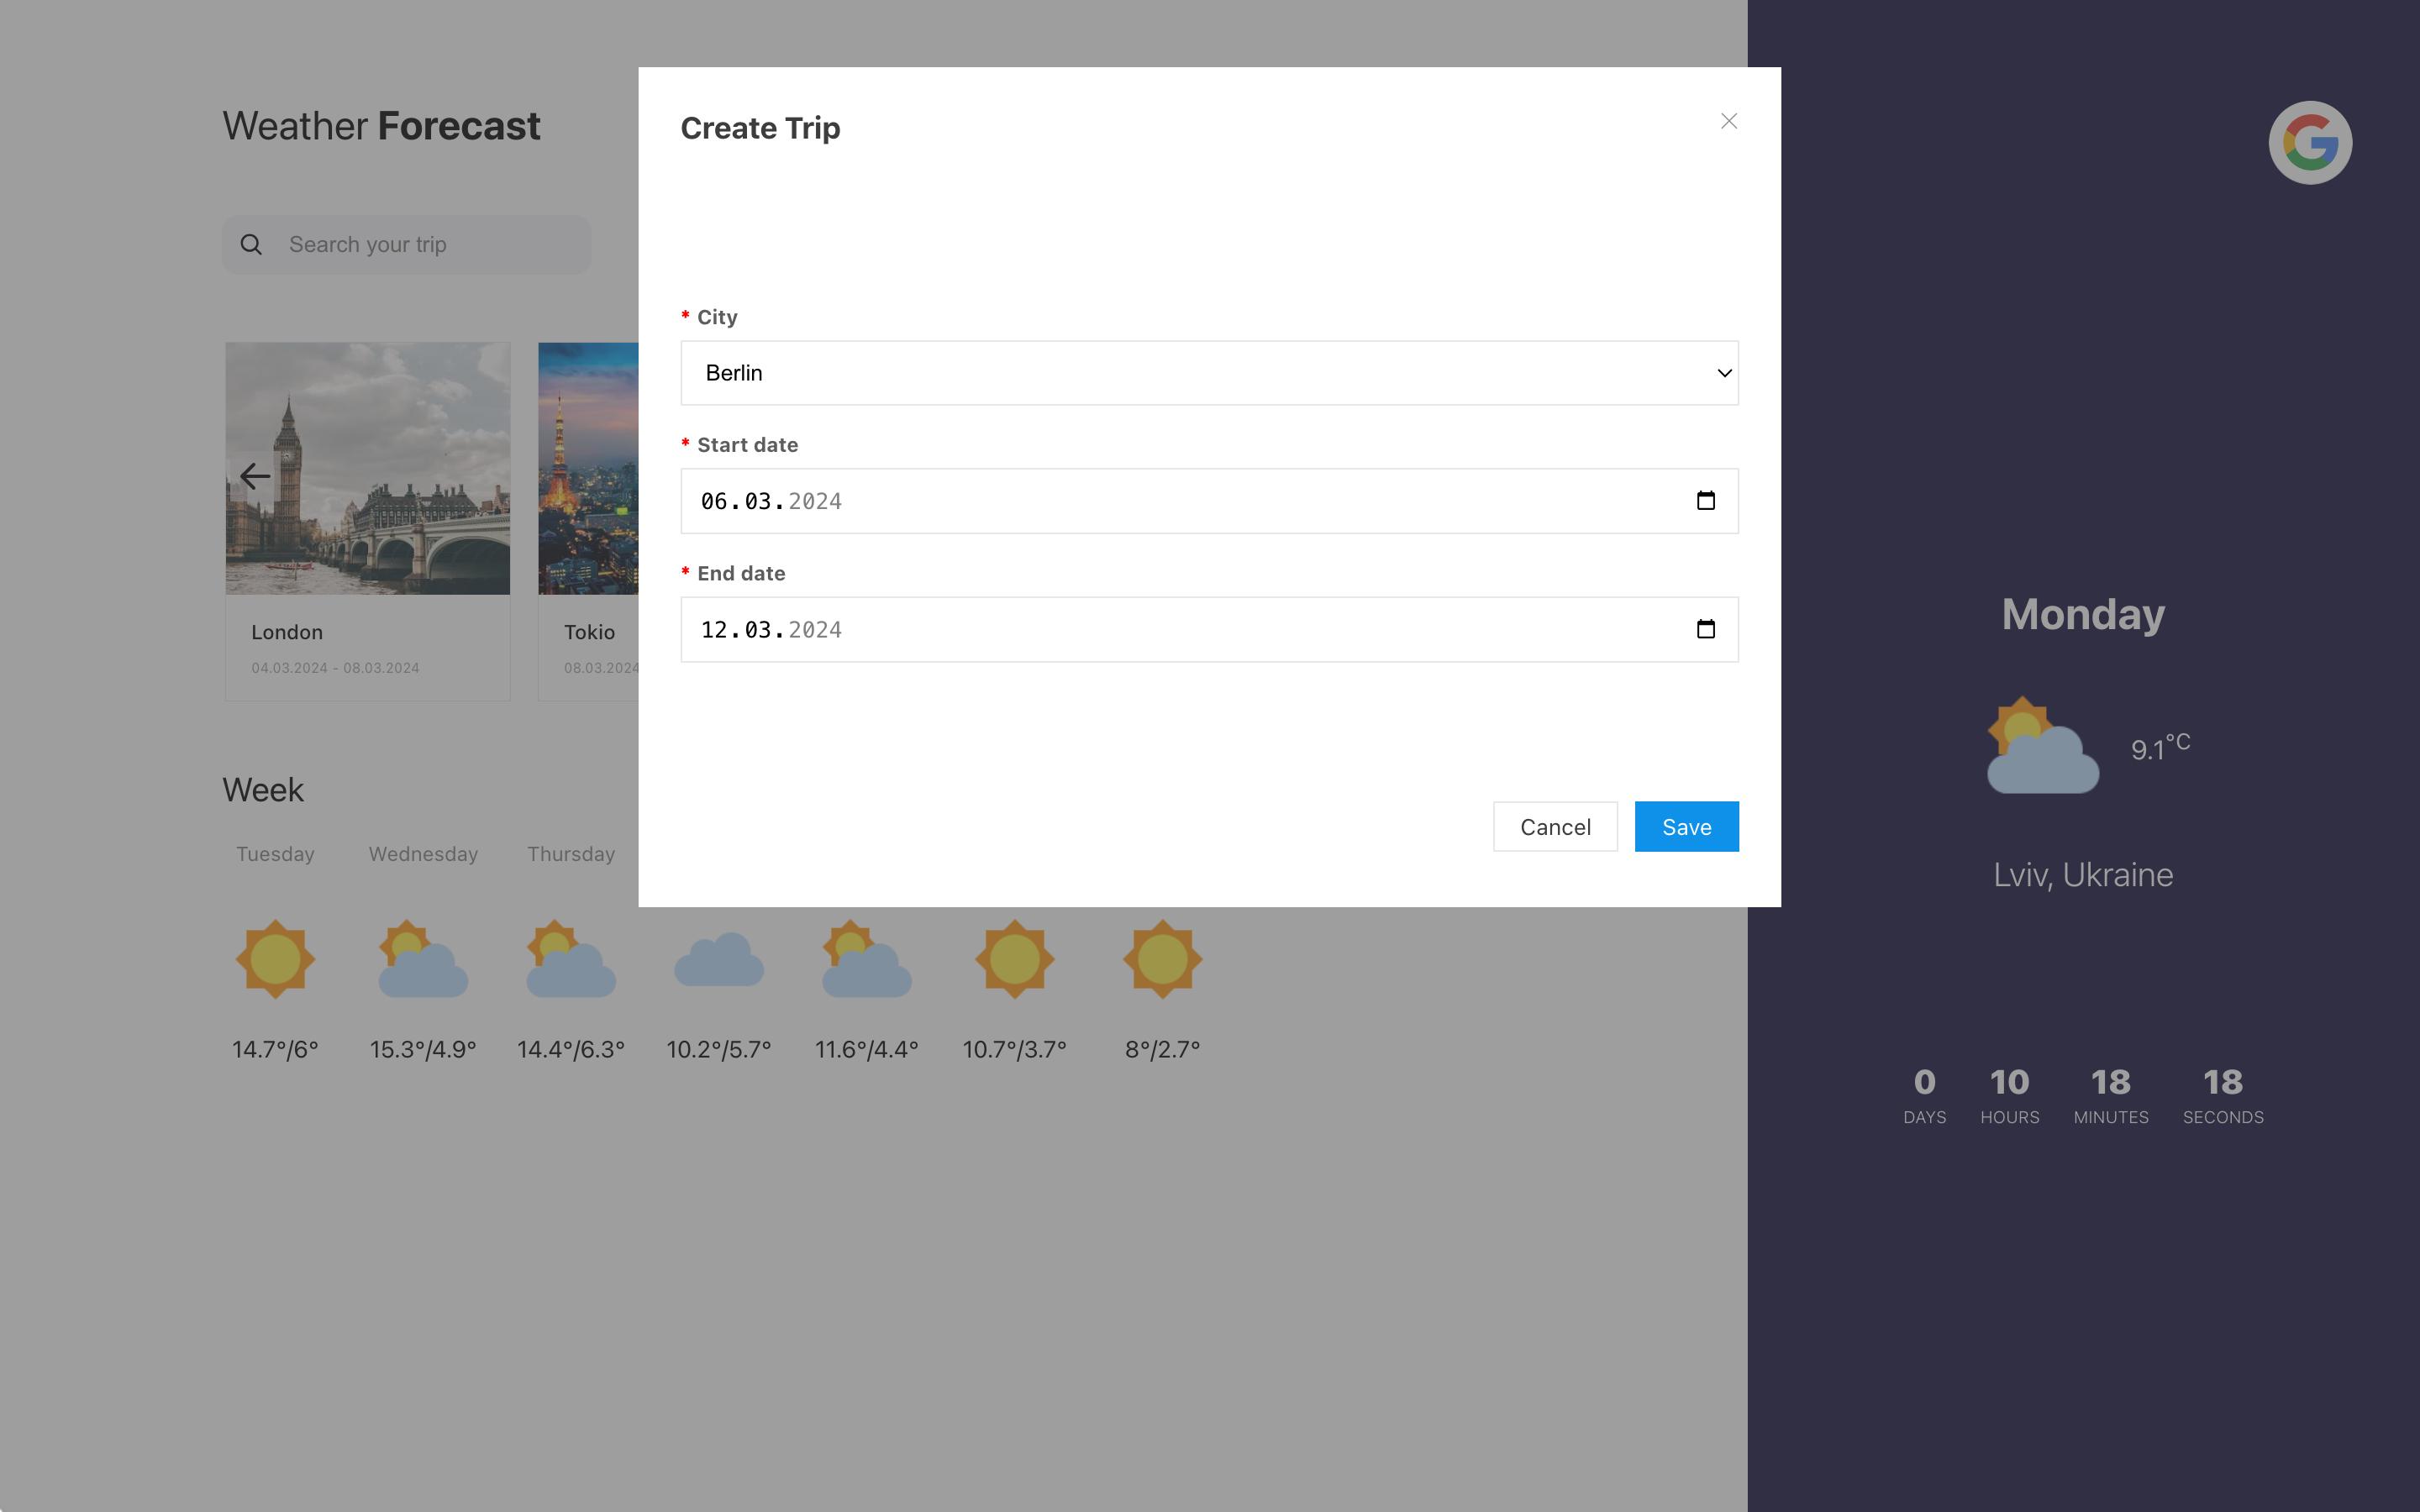 Weather Forecast
Search your trip
London
04.03.2024 - 08.03.2024
Tokio
08.03.2024
Week
Tuesday Wednesday Thursday
14.7°/6° 15.3°/4.9° 14.4°/6.3° 10.2°/5.7° 11.6°/4.4° 10.7°/3.7° 8°/2.7°
Create Trip
* City
Berlin
* Start date
06.03.2024
* End date
12.03.2024
Cancel Save
G
Monday
9.1°C
Lviv, Ukraine
0 10 18 18
DAYS HOURS MINUTES SECONDS